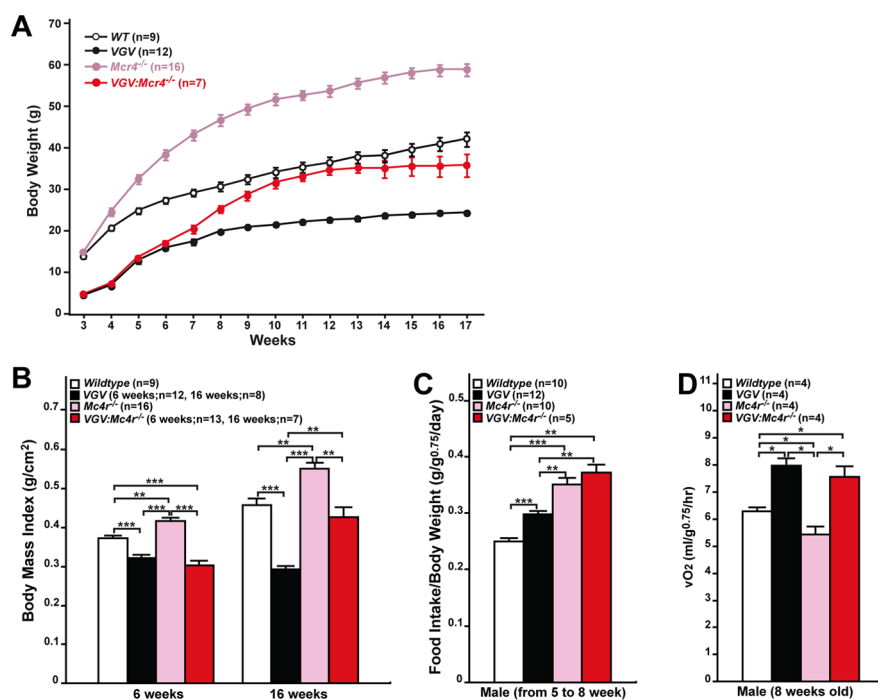 A
WT (n=9)
VGV (n=12)
Mcr4-/- (n=16)
VGV:Mcr4-/- (n=7)
Body Weight (g)
70
60
50
40
30
20
10
0
3 4 5 6 7 8 9 10 11 12 13 14 15 16 17
Weeks
B
Wildtype (n=9)
VGV (6 weeks;n=12, 16 weeks;n=8)
Mc4r-/- (n=16)
VGV:Mc4r-/- (6 weeks;n=13, 16 weeks;n=7)
Body Mass Index (g/cm2)
0.7
0.6
0.5
0.4
0.3
0.2
0.1
0
***
**
***
***
***
**
**
***
***
**
6 weeks
16 weeks
C
Wildtype (n=10)
VGV (n=12)
Mc4r-/- (n=10)
VGV:Mc4r-/- (n=5)
Food Intake/Body Weight (g/g0.75/day)
0.5
0.4
0.3
0.2
0.1
0
**
***
**
***
**
Male (from 5 to 8 week)
D
Wildtype (n=4)
VGV (n=4)
Mc4r-/- (n=4)
VGV:Mc4r-/- (n=4)
vO2 (ml/g0.75/hr)
11
10
9
8
7
6
5
4
3
2
1
0
*
*
* * *
Male (8 weeks old)